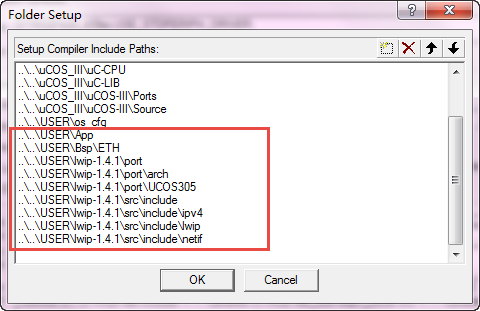 Folder Setup
Setup Compiler Include Paths:
..\..\uCOS_III\uC-CPU
..\..\uCOS_III\uC-LIB
..\..\uCOS_III\uCOS-III\Ports
..\..\uCOS_III\uCOS-III\Source
..\..\USER\os_cfg
..\..\USER\App
..\..\USER\Bsp\ETH
..\..\USER\lwip-1.4.1\port
..\..\USER\lwip-1.4.1\port\arch
..\..\USER\lwip-1.4.1\port\UCOS305
..\..\USER\lwip-1.4.1\src\include
..\..\USER\lwip-1.4.1\src\include\ipv4
..\..\USER\lwip-1.4.1\src\include\lwip
..\..\USER\lwip-1.4.1\src\include\netif
OK
Cancel